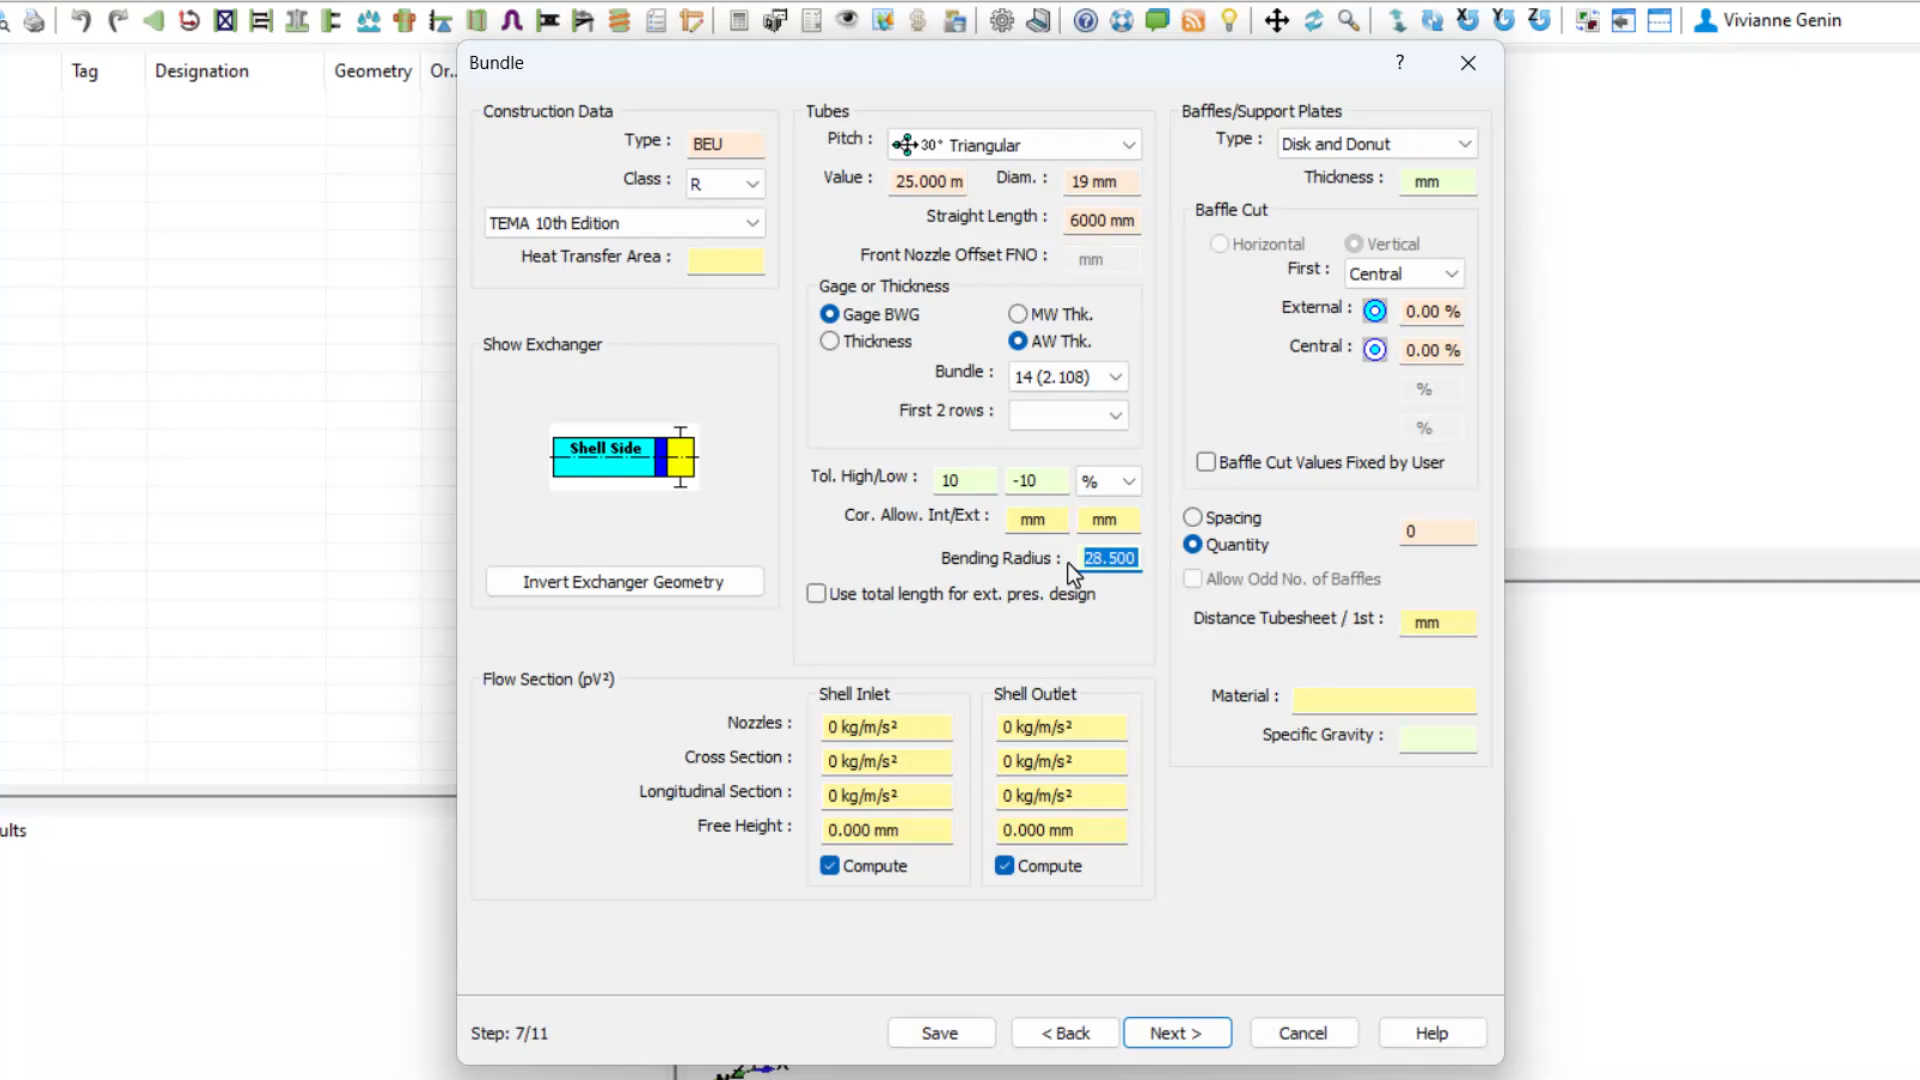 Vivianne Genin
Tag
Designation
Geometry
Or...
Bundle
?
Construction Data
Type :
BEU
Class :
R
TEMA 10th Edition
Heat Transfer Area :
Show Exchanger
Shell Side
Invert Exchanger Geometry
Tubes
Pitch :
30° Triangular
Value :
25.000 m
Diam. :
19 mm
Straight Length :
6000 mm
Front Nozzle Offset FNO :
mm
Gage or Thickness
Gage BWG
MW Thk.
Thickness
AW Thk.
Bundle :
14 (2.108)
First 2 rows :
Tol. High/Low :
10
-10
%
Cor. Allow. Int/Ext :
mm
mm
Bending Radius :
28.500
Use total length for ext. pres. design
Baffles/Support Plates
Type :
Disk and Donut
Thickness :
mm
Baffle Cut
Horizontal
Vertical
First :
Central
External :
0.00 %
Central :
0.00 %
%
%
Baffle Cut Values Fixed by User
Spacing
Quantity
0
Allow Odd No. of Baffles
Distance Tubesheet / 1st :
mm
Material :
Specific Gravity :
Flow Section (pV²)
Shell Inlet
Shell Outlet
Nozzles :
0 kg/m/s²
0 kg/m/s²
Cross Section :
0 kg/m/s²
0 kg/m/s²
Longitudinal Section :
0 kg/m/s²
0 kg/m/s²
Free Height :
0.000 mm
0.000 mm
Compute
Compute
ults
Step: 7/11
Save
< Back
Next >
Cancel
Help